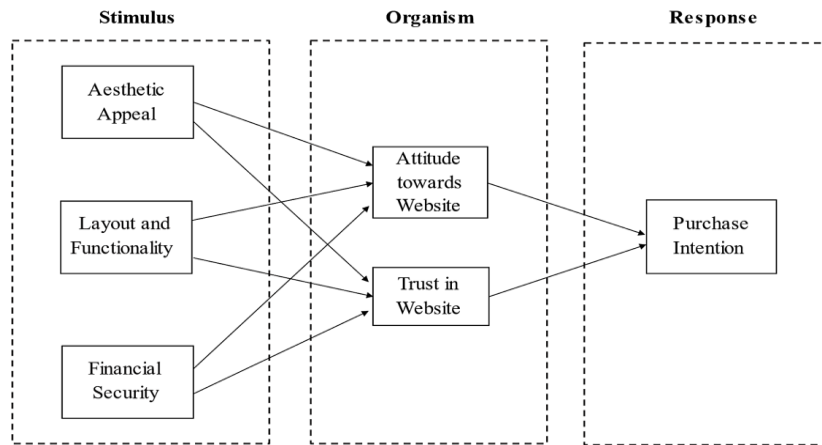 Stimulus
Organism
Response
Aesthetic
Appeal
Layout and
Functionality
Financial
Security
Attitude
towards
Website
Trust in
Website
Purchase
Intention